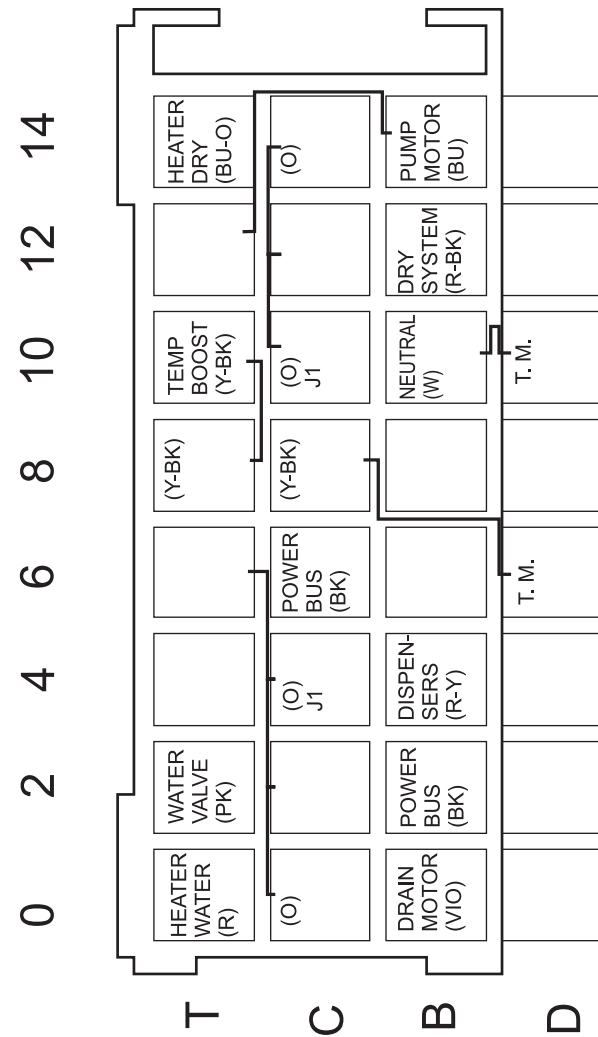 0 2 4 6 8 10 12 14
T
HEATER
WATER
(R)
WATER
VALVE
(PK)
(Y-BK)
TEMP
BOOST
(Y-BK)
HEATER
DRY
(BU-O)
C
(O)
(O)
J1
POWER
BUS
(BK)
(Y-BK)
(O)
J1
(O)
B
DRAIN
MOTOR
(VIO)
POWER
BUS
(BK)
DISPEN-
SERS
(R-Y)
NEUTRAL
(W)
DRY
SYSTEM
(R-BK)
PUMP
MOTOR
(BU)
D
T. M.
T. M.